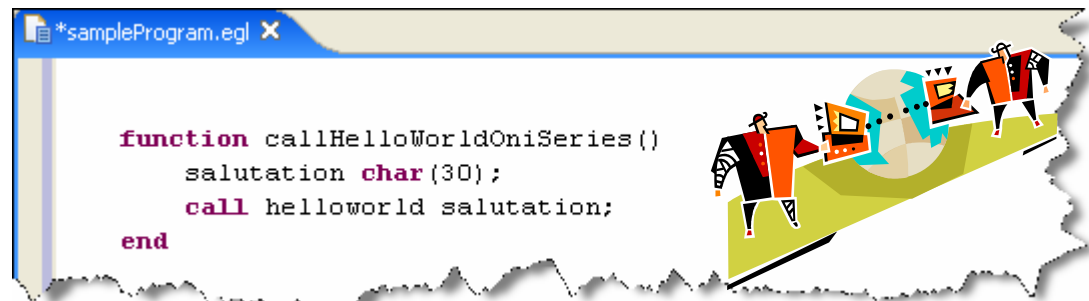 *sampleProgram.egl
function callHelloWorldOniSeries()
salutation char(30);
call helloworld salutation;
end